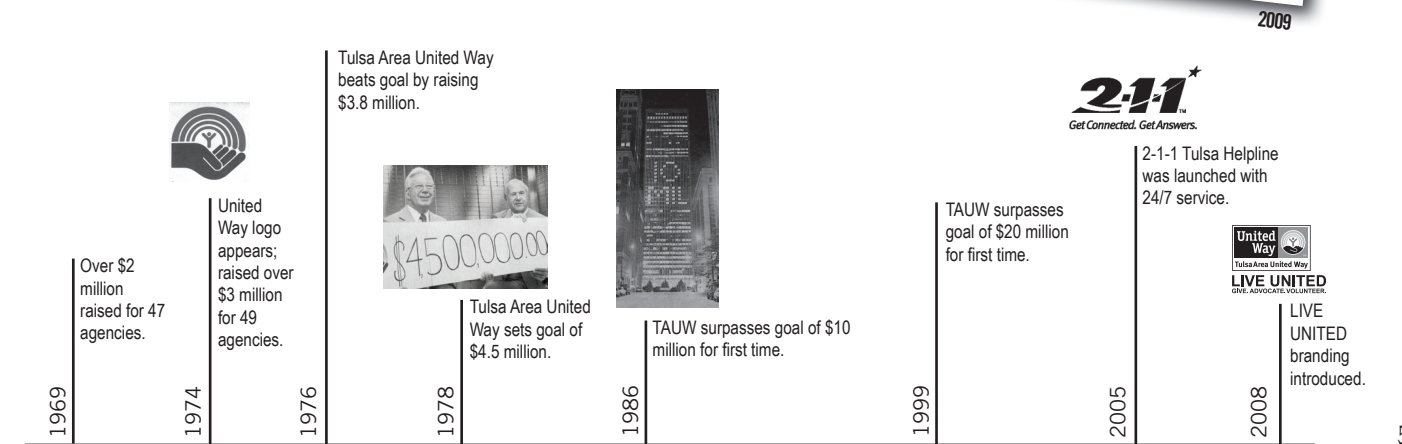 2009
Tulsa Area United Way
beats goal by raising
$3.8 million.
2-1-1
™
Get Connected. Get Answers.
United
Way logo
appears;
raised over
$3 million
for 49
agencies.
$4,500,000.00
2-1-1 Tulsa Helpline
was launched with
24/7 service.
TAUW surpasses
goal of $20 million
for first time.
United
Way
Tulsa Area United Way
LIVE UNITED
GIVE. ADVOCATE. VOLUNTEER.
Over $2
million
raised for 47
agencies.
Tulsa Area United
Way sets goal of
$4.5 million.
TAUW surpasses goal of $10
million for first time.
LIVE
UNITED
branding
introduced.
1969
1974
1976
1978
1986
1999
2005
2008